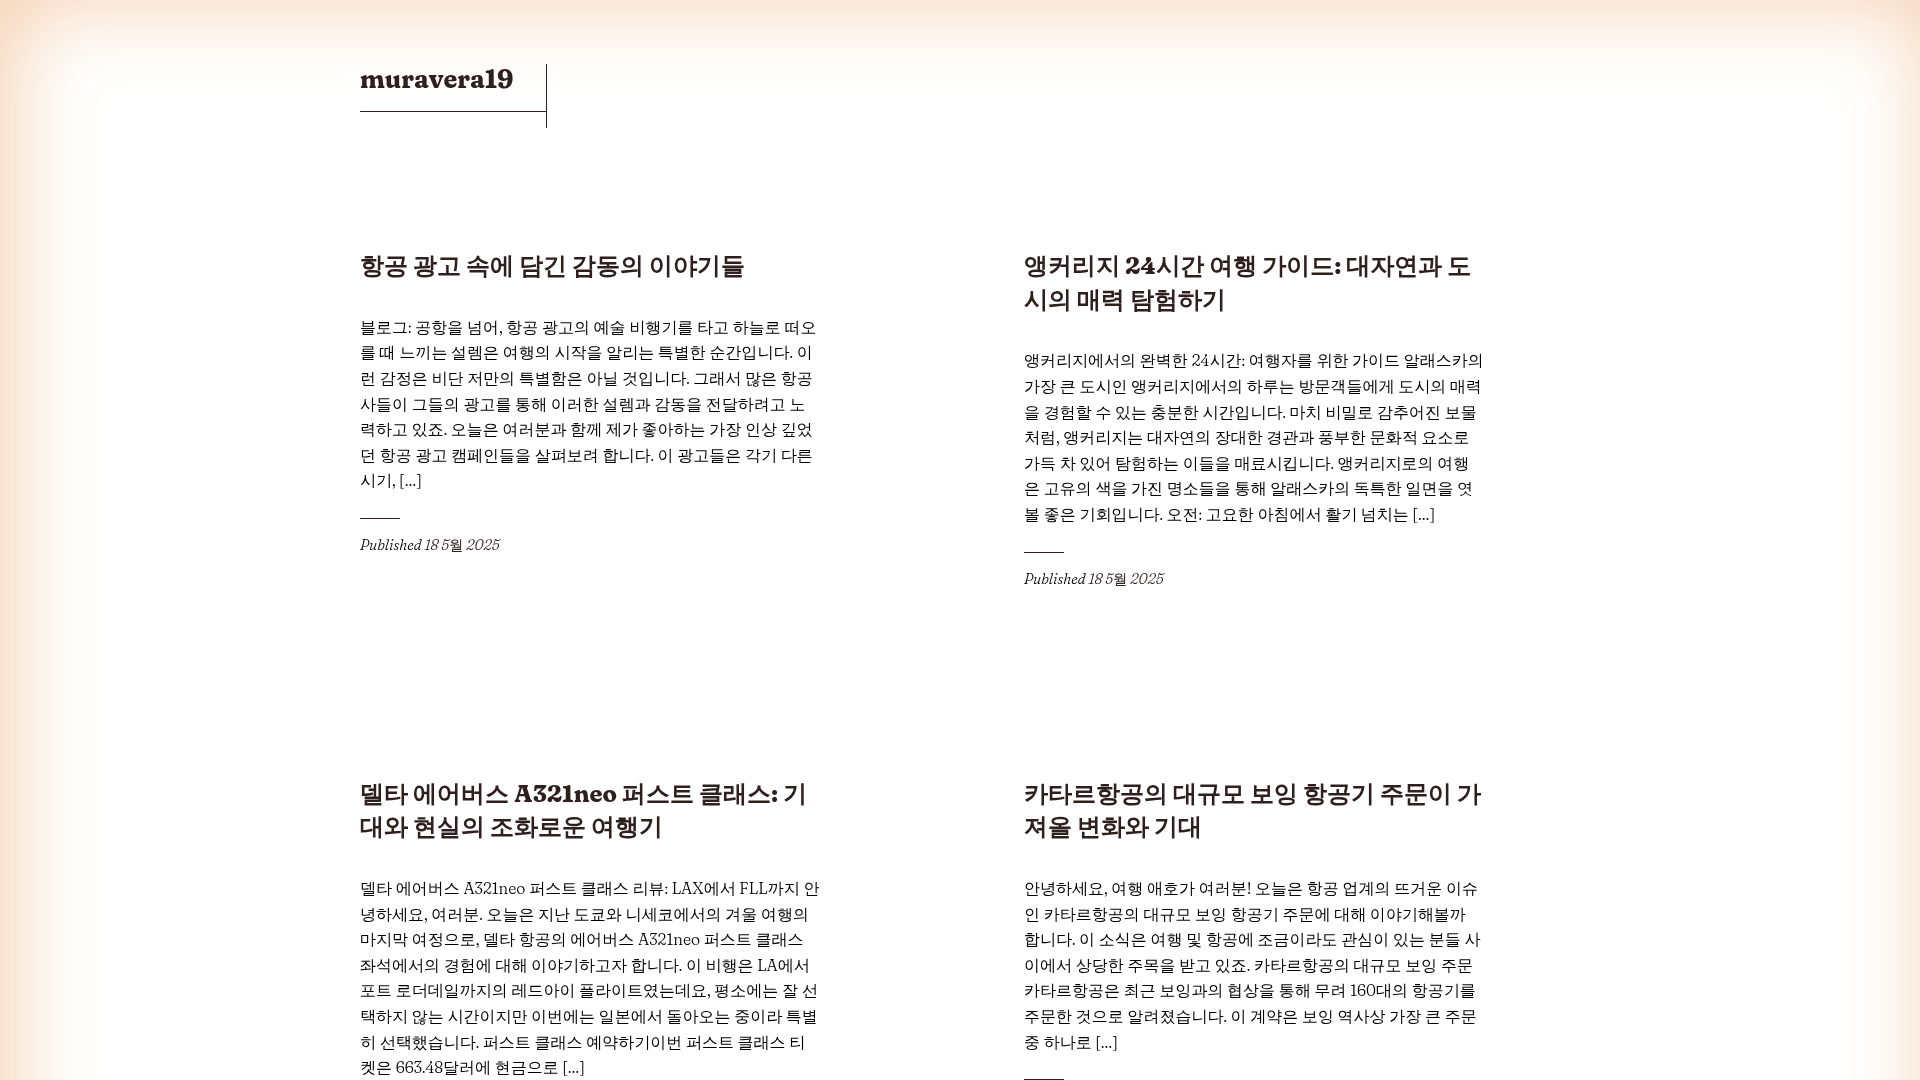 muravera19
항공 광고 속에 담긴 감동의 이야기들
블로그: 공항을 넘어, 항공 광고의 예술 비행기를 타고 하늘로 떠오
를 때 느끼는 설렘은 여행의 시작을 알리는 특별한 순간입니다. 이
런 감정은 비단 저만의 특별함은 아닐 것입니다. 그래서 많은 항공
사들이 그들의 광고를 통해 이러한 설렘과 감동을 전달하려고 노
력하고 있죠. 오늘은 여러분과 함께 제가 좋아하는 가장 인상 깊었
던 항공 광고 캠페인들을 살펴보려 합니다. 이 광고들은 각기 다른
시기, […]
Published 18 5월 2025
앵커리지 24시간 여행 가이드: 대자연과 도
시의 매력 탐험하기
앵커리지에서의 완벽한 24시간: 여행자를 위한 가이드 알래스카의
가장 큰 도시인 앵커리지에서의 하루는 방문객들에게 도시의 매력
을 경험할 수 있는 충분한 시간입니다. 마치 비밀로 감추어진 보물
처럼, 앵커리지는 대자연의 장대한 경관과 풍부한 문화적 요소로
가득 차 있어 탐험하는 이들을 매료시킵니다. 앵커리지로의 여행
은 고유의 색을 가진 명소들을 통해 알래스카의 독특한 일면을 엿
볼 좋은 기회입니다. 오전: 고요한 아침에서 활기 넘치는 […]
Published 18 5월 2025
델타 에어버스 A321neo 퍼스트 클래스: 기
대와 현실의 조화로운 여행기
델타 에어버스 A321neo 퍼스트 클래스 리뷰: LAX에서 FLL까지 안
녕하세요, 여러분. 오늘은 지난 도쿄와 니세코에서의 겨울 여행의
마지막 여정으로, 델타 항공의 에어버스 A321neo 퍼스트 클래스
좌석에서의 경험에 대해 이야기하고자 합니다. 이 비행은 LA에서
포트 로더데일까지의 레드아이 플라이트였는데요, 평소에는 잘 선
택하지 않는 시간이지만 이번에는 일본에서 돌아오는 중이라 특별
히 선택했습니다. 퍼스트 클래스 예약하기이번 퍼스트 클래스 티
켓은 663.48달러에 현금으로 […]
카타르항공의 대규모 보잉 항공기 주문이 가
져올 변화와 기대
안녕하세요, 여행 애호가 여러분! 오늘은 항공 업계의 뜨거운 이슈
인 카타르항공의 대규모 보잉 항공기 주문에 대해 이야기해볼까
합니다. 이 소식은 여행 및 항공에 조금이라도 관심이 있는 분들 사
이에서 상당한 주목을 받고 있죠. 카타르항공의 대규모 보잉 주문
카타르항공은 최근 보잉과의 협상을 통해 무려 160대의 항공기를
주문한 것으로 알려졌습니다. 이 계약은 보잉 역사상 가장 큰 주문
중 하나로 […]